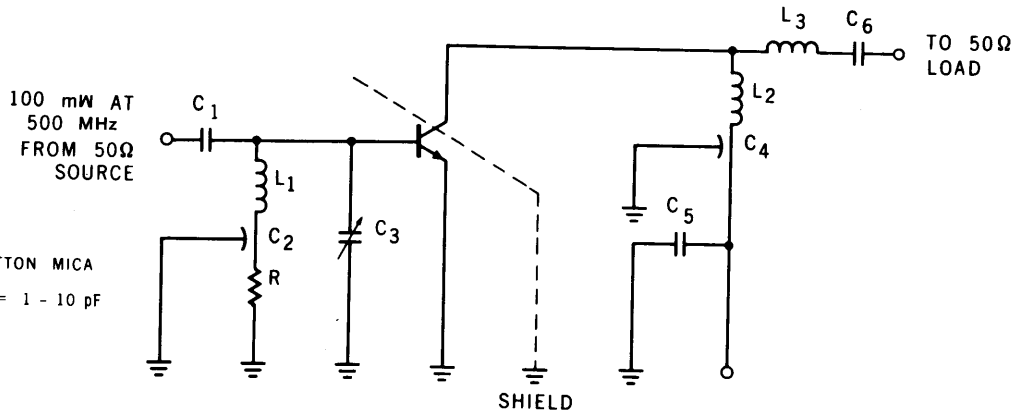 L3
C6
TO 50Ω
LOAD
100 mW AT
500 MHz
FROM 50Ω
SOURCE
C1
L2
C4
L1
C2
C3
C5
R
TTON MICA
= 1 - 10 pF
SHIELD